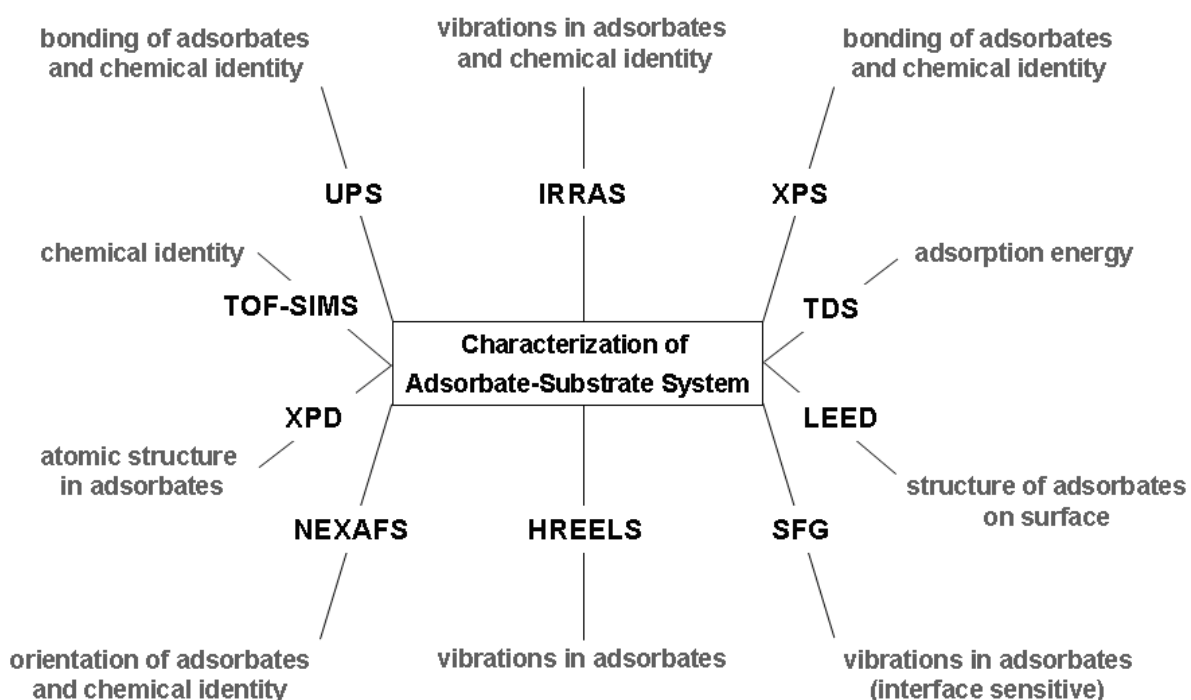 bonding of adsorbates
and chemical identity
vibrations in adsorbates
and chemical identity
bonding of adsorbates
and chemical identity
UPS
IRRAS
XPS
chemical identity
adsorption energy
TOF-SIMS
TDS
Characterization of
Adsorbate-Substrate System
XPD
LEED
atomic structure
in adsorbates
structure of adsorbates
on surface
NEXAFS
HREELS
SFG
orientation of adsorbates
and chemical identity
vibrations in adsorbates
vibrations in adsorbates
(interface sensitive)